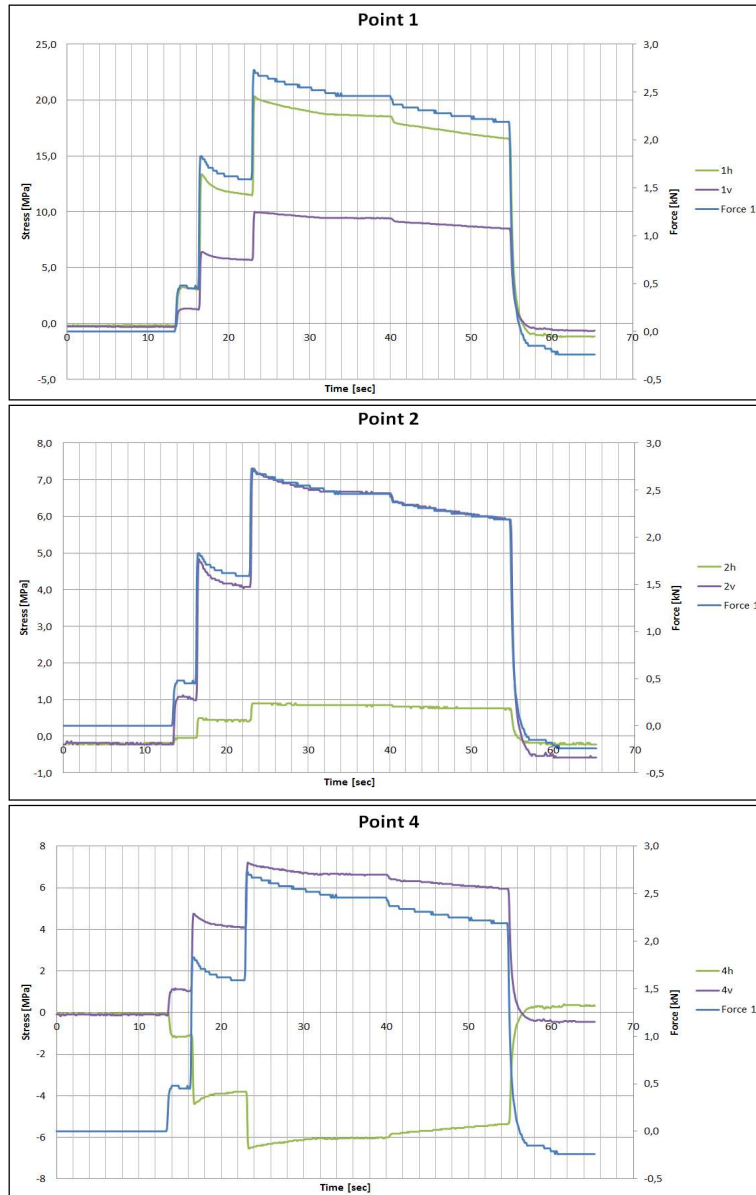 Point 1
25,0
20,0
15,0
10,0
5,0
0,0
-5,0
Stress [MPa]
0 10 20 30 40 50 60 70
Time [sec]
3,0
2,5
2,0
1,5
1,0
0,5
0,0
-0,5
Force [kN]
1h
1v
Force 1
Point 2
8,0
7,0
6,0
5,0
4,0
3,0
2,0
1,0
0,0
-1,0
Stress [MPa]
0 10 20 30 40 50 60 70
Time [sec]
3,0
2,5
2,0
1,5
1,0
0,5
0,0
-0,5
Force [kN]
2h
2v
Force 1
Point 4
8
6
4
2
0
-2
-4
-6
-8
Stress [MPa]
0 10 20 30 40 50 60 70
Time [sec]
3,0
2,5
2,0
1,5
1,0
0,5
0,0
-0,5
Force [kN]
4h
4v
Force 1